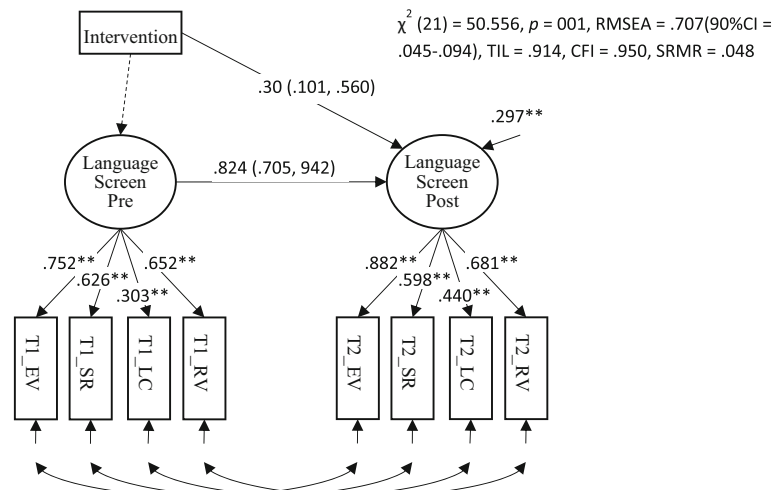 χ² (21) = 50.556, p = 001, RMSEA = .707(90%CI =
.045-.094), TIL = .914, CFI = .950, SRMR = .048
Intervention
.30 (.101, .560)
.297**
Language
Screen
Pre
.824 (.705, 942)
Language
Screen
Post
.752**
.626**
.303**
.652**
.882**
.598**
.440**
.681**
T1_EV
T1_SR
T1_LC
T1_RV
T2_EV
T2_SR
T2_LC
T2_RV